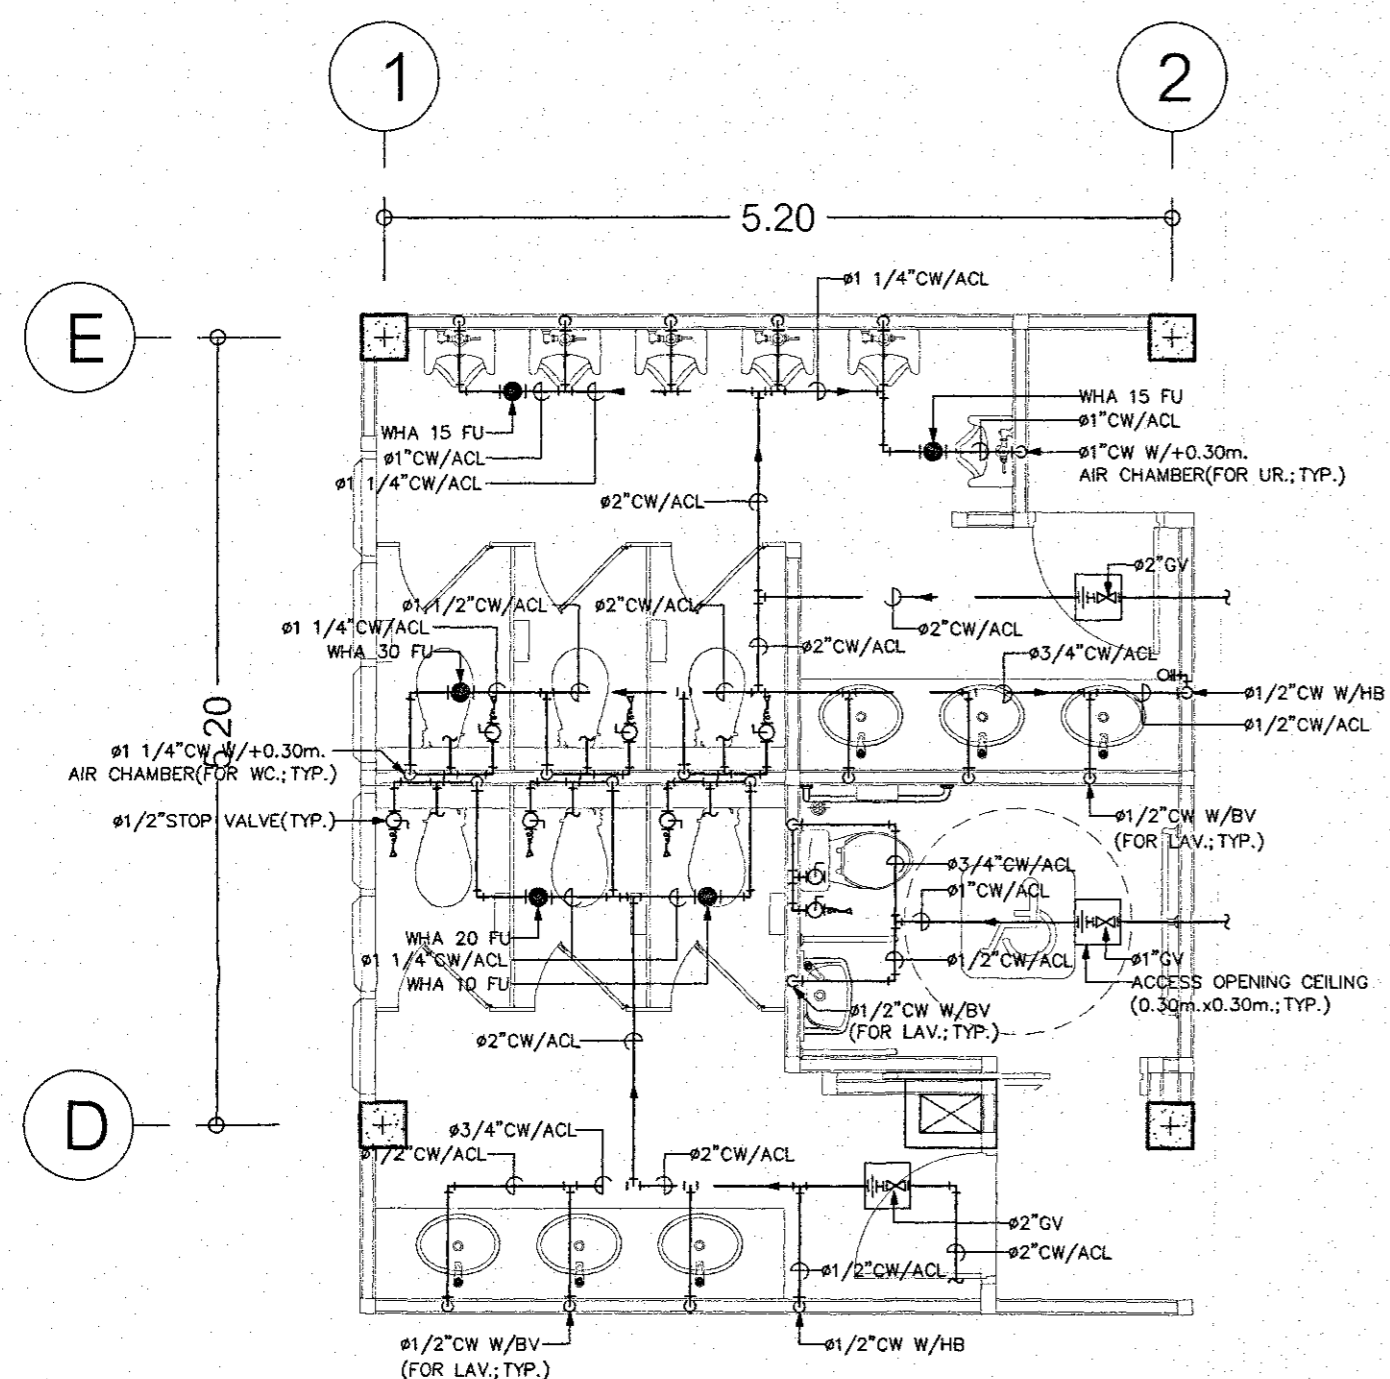 1
2
5.20
ø1 1/4"CW/ACL
E
WHA 15 FU
ø1"CW/ACL
ø1 1/4"CW/ACL
WHA 15 FU
ø1"CW/ACL
ø1"CW W/+0.30m.
AIR CHAMBER(FOR UR.;TYP.)
ø2"CW/ACL
ø2"GV
ø1 1/2"CW/ACL
ø2"CW/ACL
ø2"CW/ACL
ø1 1/4"CW/ACL
WHA 30 FU
ø2"CW/ACL
ø3/4"CW/ACL
5.20
ø1/2"CW W/HB
ø1/2"CW/ACL
ø1 1/4"CW W/+0.30m.
AIR CHAMBER(FOR WC.;TYP.)
ø1/2"STOP VALVE(TYP.)
ø1/2"CW W/BV
(FOR LAV.;TYP.)
ø3/4"CW/ACL
ø1"CW/ACL
WHA 20 FU
ø1 1/4"CW/ACL
WHA 10 FU
ø1/2"CW/ACL
ø1"GV
ACCESS OPENING CEILING
(0.30m.x0.30m.;TYP.)
ø1/2"CW W/BV
(FOR LAV.;TYP.)
ø2"CW/ACL
D
ø3/4"CW/ACL
ø1/2"CW/ACL
ø2"CW/ACL
ø2"GV
ø2"CW/ACL
ø1/2"CW/ACL
ø1/2"CW W/BV
(FOR LAV.;TYP.)
ø1/2"CW W/HB